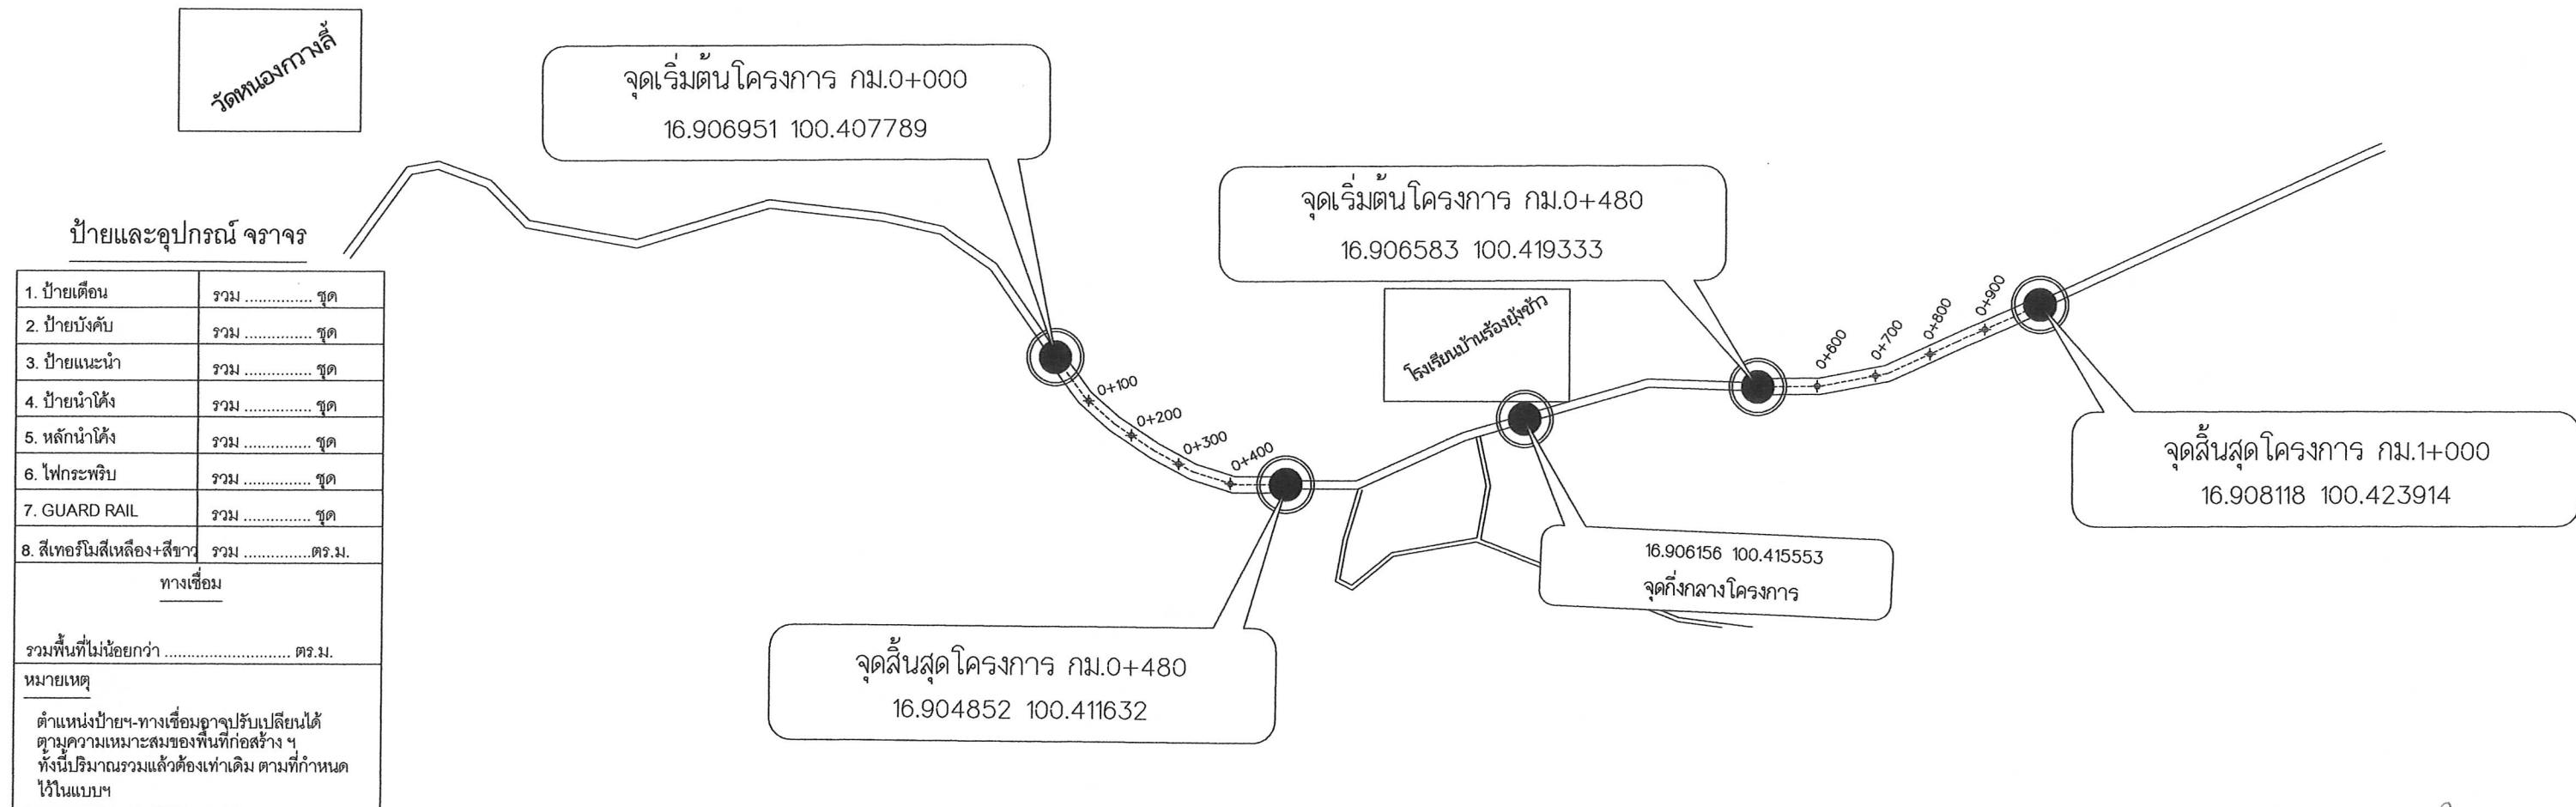 วัดหนองกวางลี้
จุดเริ่มต้นโครงการ กม.0+000
16.906951 100.407789
จุดเริ่มต้นโครงการ กม.0+480
16.906583 100.419333
ป้ายและอุปกรณ์ จราจร
1. ป้ายเตือน รวม .............. ชุด
2. ป้ายบังคับ รวม .............. ชุด
3. ป้ายแนะนำ รวม .............. ชุด
4. ป้ายนำโค้ง รวม .............. ชุด
5. หลักนำโค้ง รวม .............. ชุด
6. ไฟกระพริบ รวม .............. ชุด
7. GUARD RAIL รวม .............. ชุด
8. สีเทอร์โมสีเหลือง+สีขาว รวม ..............ตร.ม.
ทางเชื่อม
รวมพื้นที่ไม่น้อยกว่า ........................... ตร.ม.
หมายเหตุ
ตำแหน่งป้ายฯ-ทางเชื่อมอาจปรับเปลี่ยนได้
ตามความเหมาะสมของพื้นที่ก่อสร้าง ฯ
ทั้งนี้ปริมาณรวมแล้วต้องเท่าเดิม ตามที่กำหนด
ไว้ในแบบฯ
0+100
0+200
0+300
0+400
โรงเรียนบ้านร้องยุ้งข้าว
0+600
0+700
0+800
0+900
จุดสิ้นสุดโครงการ กม.1+000
16.908118 100.423914
16.906156 100.415553
จุดกึ่งกลางโครงการ
จุดสิ้นสุดโครงการ กม.0+480
16.904852 100.411632